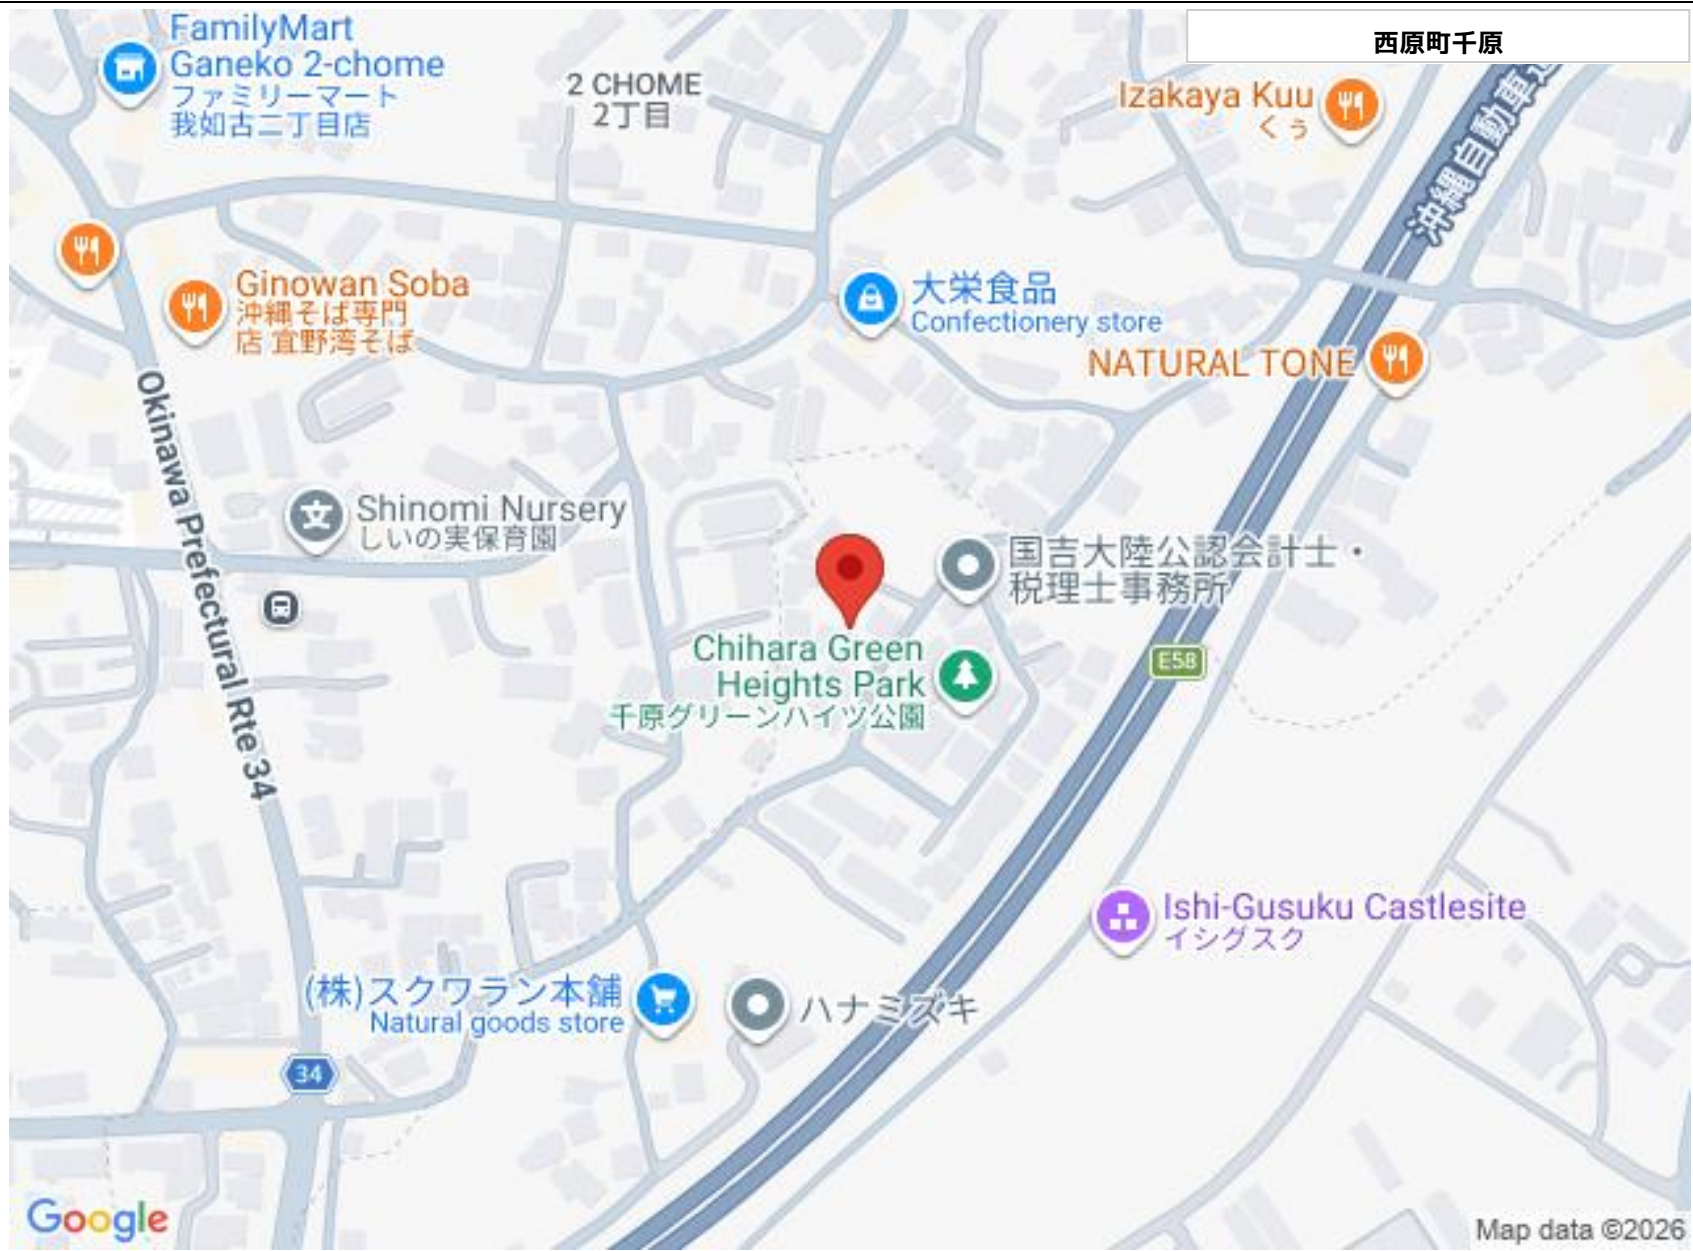 西原町千原
FamilyMart
Ganeko 2-chome
ファミリーマート
我如古二丁目店
2 CHOME
2丁目
Izakaya Kuu
くぅ
沖縄自動車道
Ginowan Soba
沖縄そば専門
店 宜野湾そば
大栄食品
Confectionery store
NATURAL TONE
Okinawa Prefectural Rte 34
Shinomi Nursery
しいの実保育園
国吉大陸公認会計士・
税理士事務所
Chihara Green
Heights Park
千原グリーンハイツ公園
E58
Ishi-Gusuku Castlesite
イシグスク
(株)スクワラン本舗
Natural goods store
ハナミズキ
34
Google
Map data ©2026